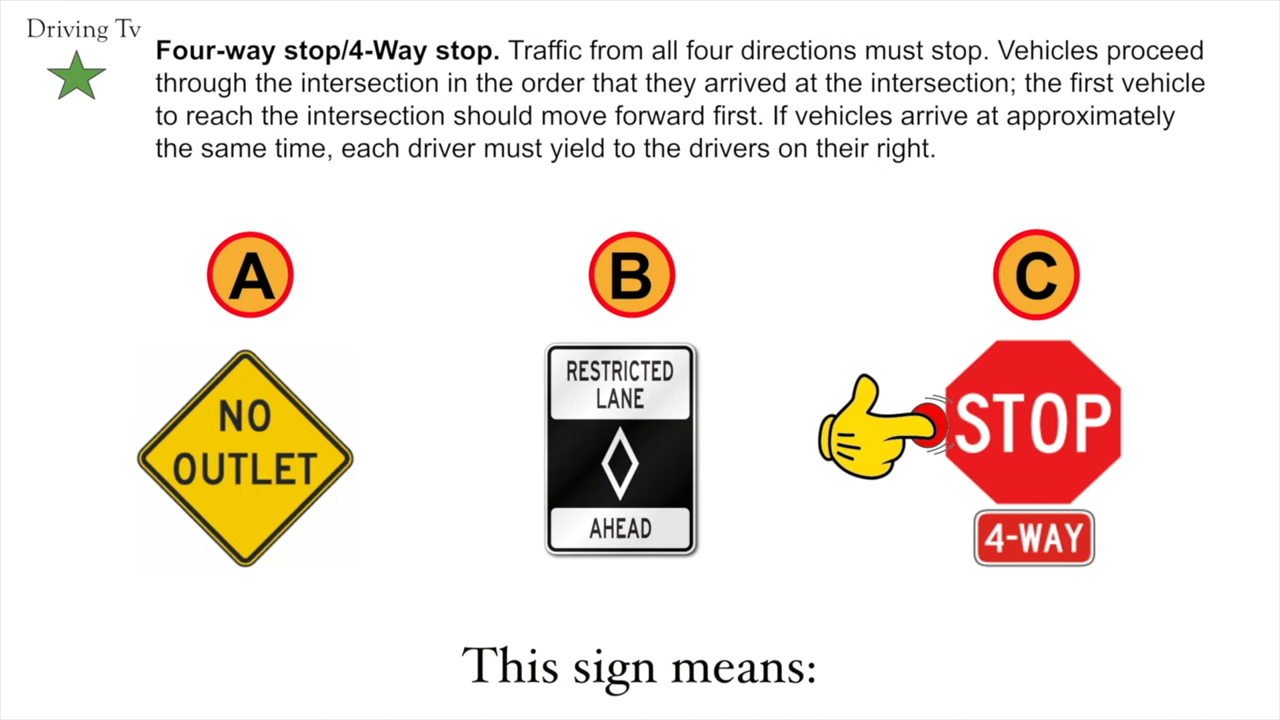 Driving Tv
Four-way stop/4-Way stop. Traffic from all four directions must stop. Vehicles proceed
through the intersection in the order that they arrived at the intersection; the first vehicle
to reach the intersection should move forward first. If vehicles arrive at approximately
the same time, each driver must yield to the drivers on their right.
A
B
C
NO
OUTLET
RESTRICTED
LANE
AHEAD
STOP
4-WAY
This sign means: